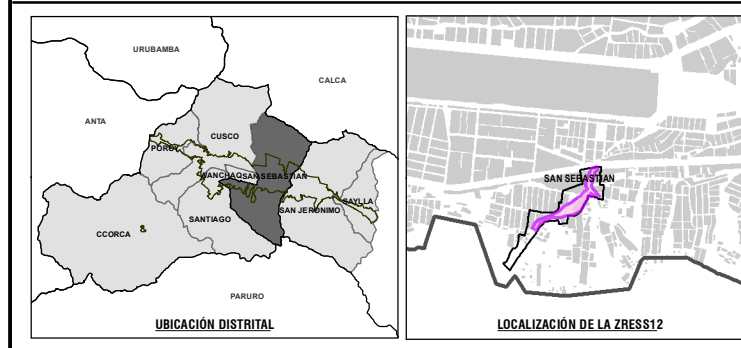 URUBAMBA
CALCA
ANTA
CUSCO
POROY
WANCHAQ
SAN SEBASTIAN
SAYLLA
SAN JERONIMO
SANTIAGO
CCORCA
PARURO
UBICACIÓN DISTRITAL
SAN SEBASTIAN
LOCALIZACIÓN DE LA ZRESS12